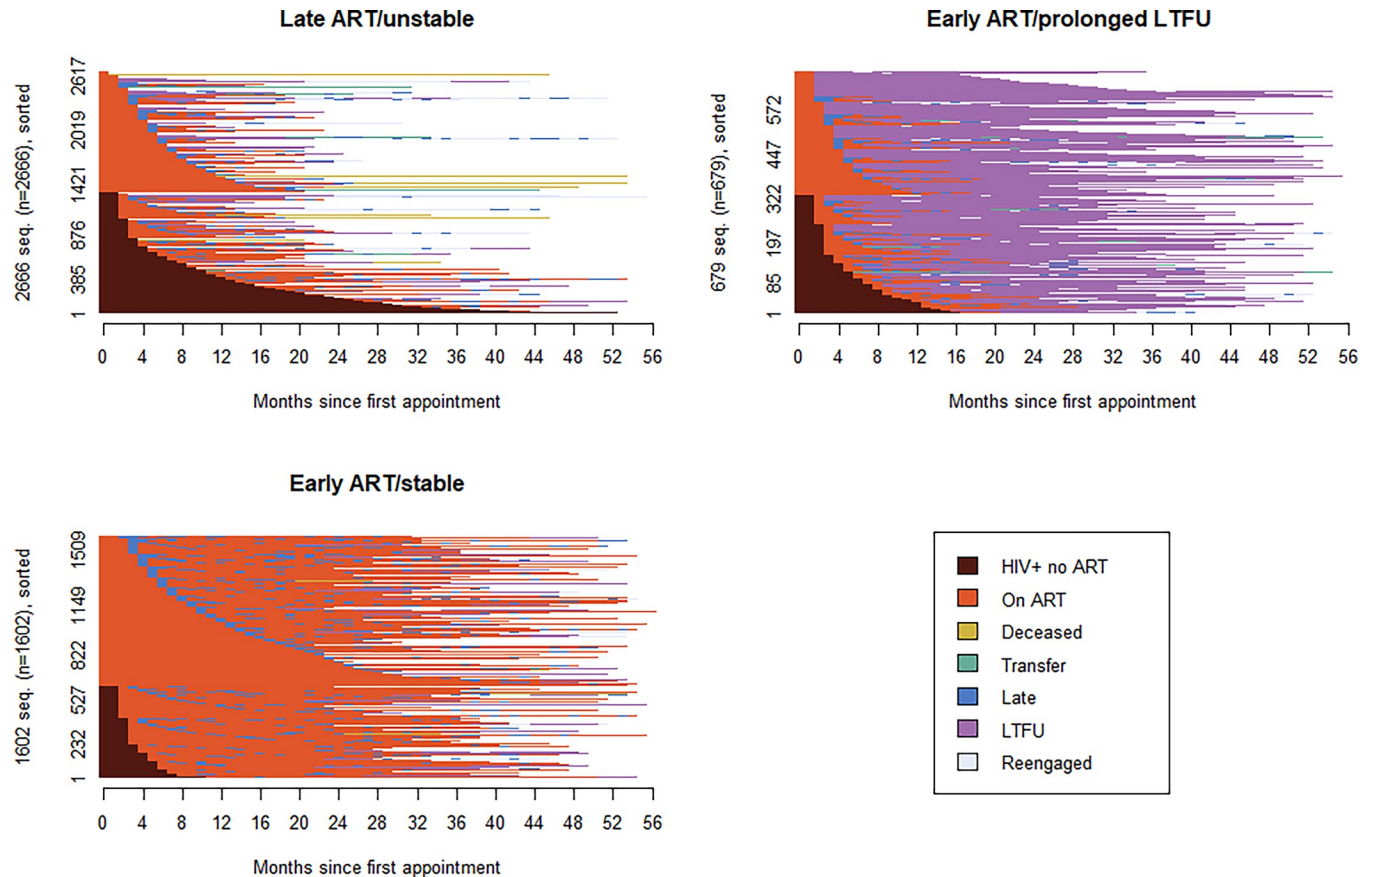 Late ART/unstable
2666 seq. (n=2666), sorted
2617
2019
1421
876
385
1
0 4 8 12 16 20 24 28 32 36 40 44 48 52 56
Months since first appointment
Early ART/prolonged LTFU
679 seq. (n=679), sorted
572
447
322
197
85
1
0 4 8 12 16 20 24 28 32 36 40 44 48 52 56
Months since first appointment
Early ART/stable
1602 seq. (n=1602), sorted
1509
1149
822
527
232
1
0 4 8 12 16 20 24 28 32 36 40 44 48 52 56
Months since first appointment
HIV+ no ART
On ART
Deceased
Transfer
Late
LTFU
Reengaged